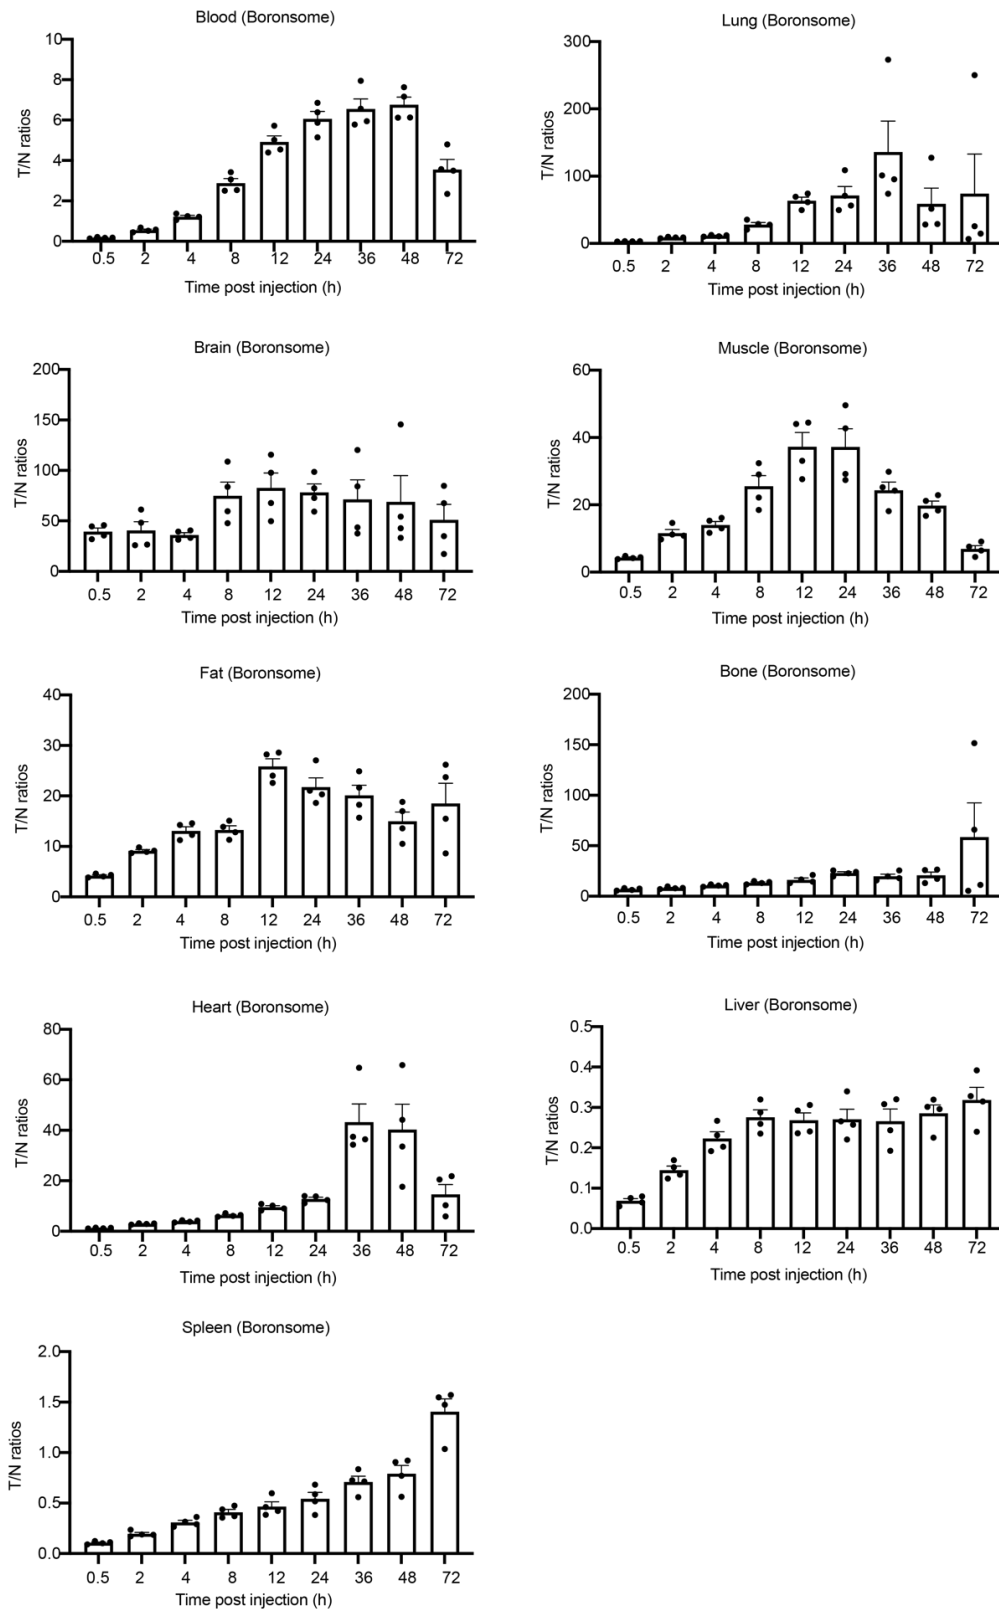 Blood (Boronsome)
T/N ratios
10
8
6
4
2
0
0.5 2 4 8 12 24 36 48 72
Time post injection (h)
Lung (Boronsome)
T/N ratios
300
200
100
0
0.5 2 4 8 12 24 36 48 72
Time post injection (h)
Brain (Boronsome)
T/N ratios
200
150
100
50
0
0.5 2 4 8 12 24 36 48 72
Time post injection (h)
Muscle (Boronsome)
T/N ratios
60
40
20
0
0.5 2 4 8 12 24 36 48 72
Time post injection (h)
Fat (Boronsome)
T/N ratios
40
30
20
10
0
0.5 2 4 8 12 24 36 48 72
Time post injection (h)
Bone (Boronsome)
T/N ratios
200
150
100
50
0
0.5 2 4 8 12 24 36 48 72
Time post injection (h)
Heart (Boronsome)
T/N ratios
80
60
40
20
0
0.5 2 4 8 12 24 36 48 72
Time post injection (h)
Liver (Boronsome)
T/N ratios
0.5
0.4
0.3
0.2
0.1
0.0
0.5 2 4 8 12 24 36 48 72
Time post injection (h)
Spleen (Boronsome)
T/N ratios
2.0
1.5
1.0
0.5
0.0
0.5 2 4 8 12 24 36 48 72
Time post injection (h)